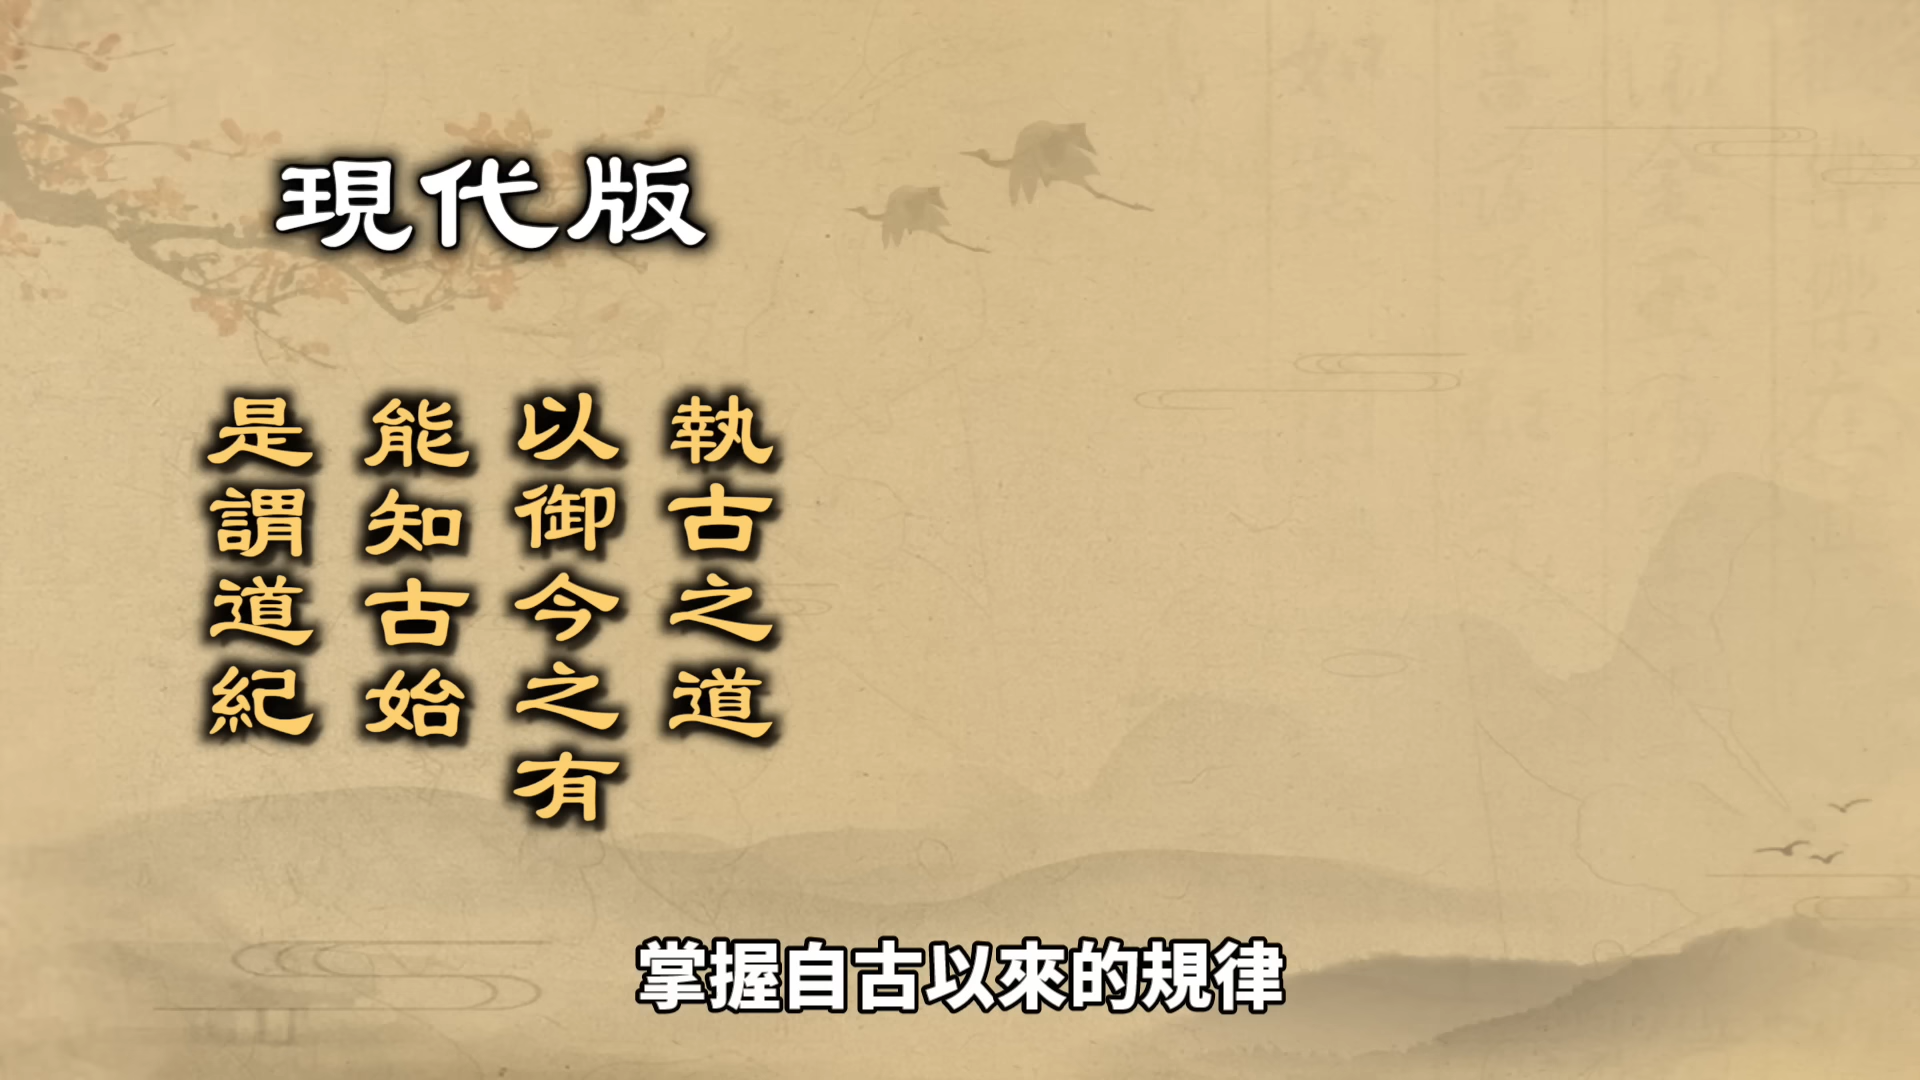 現代版
執古之道
以御今之有
能知古始
是謂道紀
掌握自古以來的規律